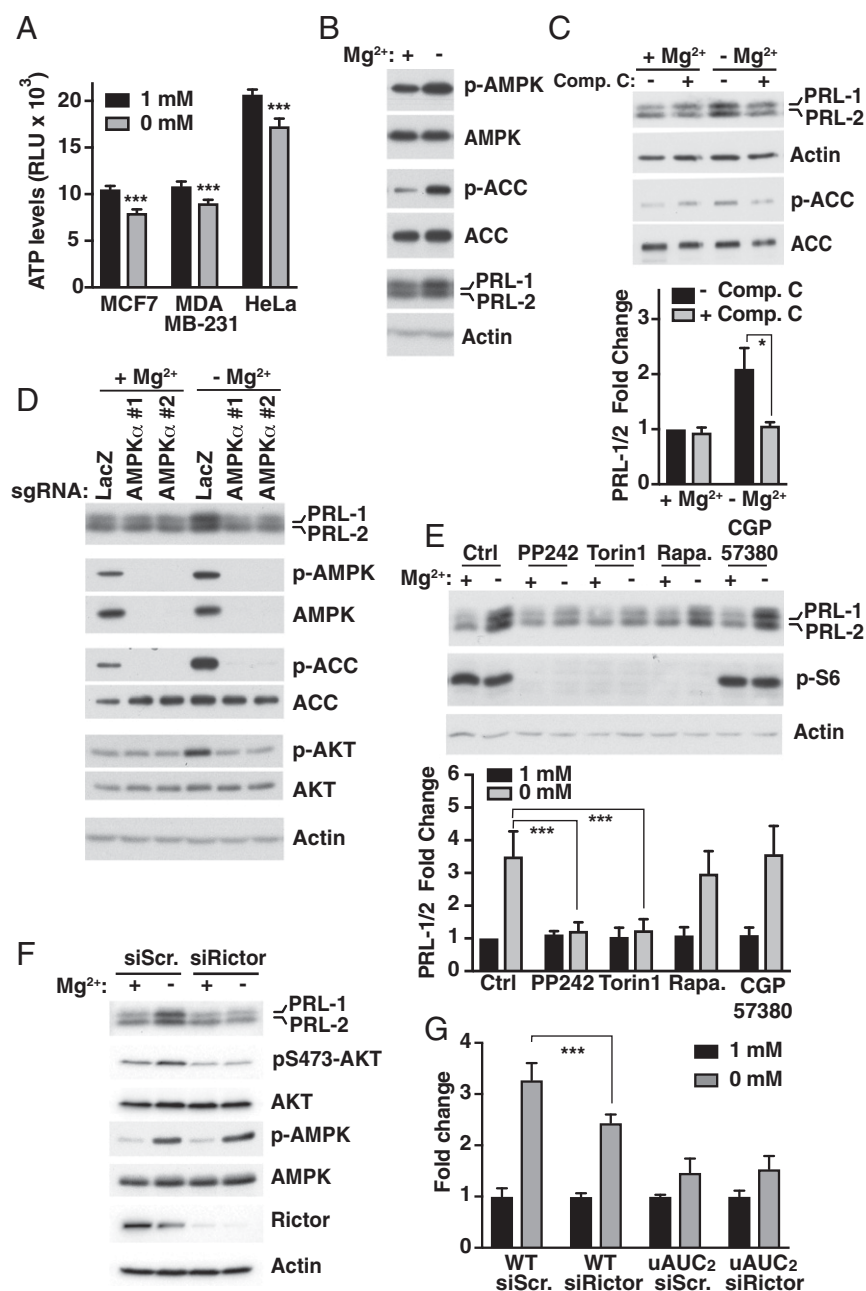 A
ATP levels (RLU x 10³)
20
15
10
5
0
1 mM
0 mM
***
***
***
MCF7
MDA
MB-231
HeLa
B
Mg²⁺: + -
p-AMPK
AMPK
p-ACC
ACC
PRL-1
PRL-2
Actin
C
+ Mg²⁺ - Mg²⁺
Comp. C: - + - +
PRL-1
PRL-2
Actin
p-ACC
ACC
PRL-1/2 Fold Change
3
2
1
0
- Comp. C
+ Comp. C
*
+ Mg²⁺ - Mg²⁺
D
+ Mg²⁺ - Mg²⁺
sgRNA: LacZ AMPKα #1 AMPKα #2 LacZ AMPKα #1 AMPKα #2
PRL-1
PRL-2
p-AMPK
AMPK
p-ACC
ACC
p-AKT
AKT
Actin
E
Ctrl PP242 Torin1 Rapa. CGP 57380
Mg²⁺: + - + - + - + - + -
PRL-1
PRL-2
p-S6
Actin
PRL-1/2 Fold Change
6
5
4
3
2
1
0
1 mM
0 mM
***
***
Ctrl PP242 Torin1 Rapa. CGP
57380
F
siScr. siRictor
Mg²⁺: + - + -
PRL-1
PRL-2
pS473-AKT
AKT
p-AMPK
AMPK
Rictor
Actin
G
Fold change
4
3
2
1
0
***
1 mM
0 mM
WT WT uAUC₂ uAUC₂
siScr. siRictor siScr. siRictor